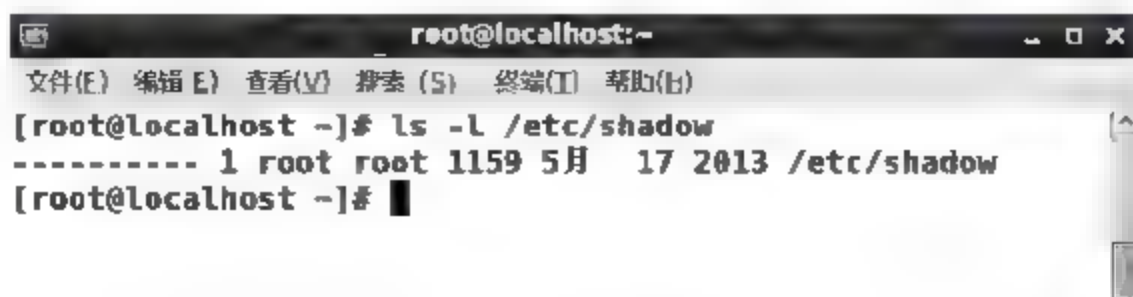 root@localhost:~
文件(F) 编辑 E) 查看(V) 搜索 (S) 终端(T) 帮助(H)
[root@localhost ~]# ls -l /etc/shadow
---------- 1 root root 1159 5月 17 2013 /etc/shadow
[root@localhost ~]#